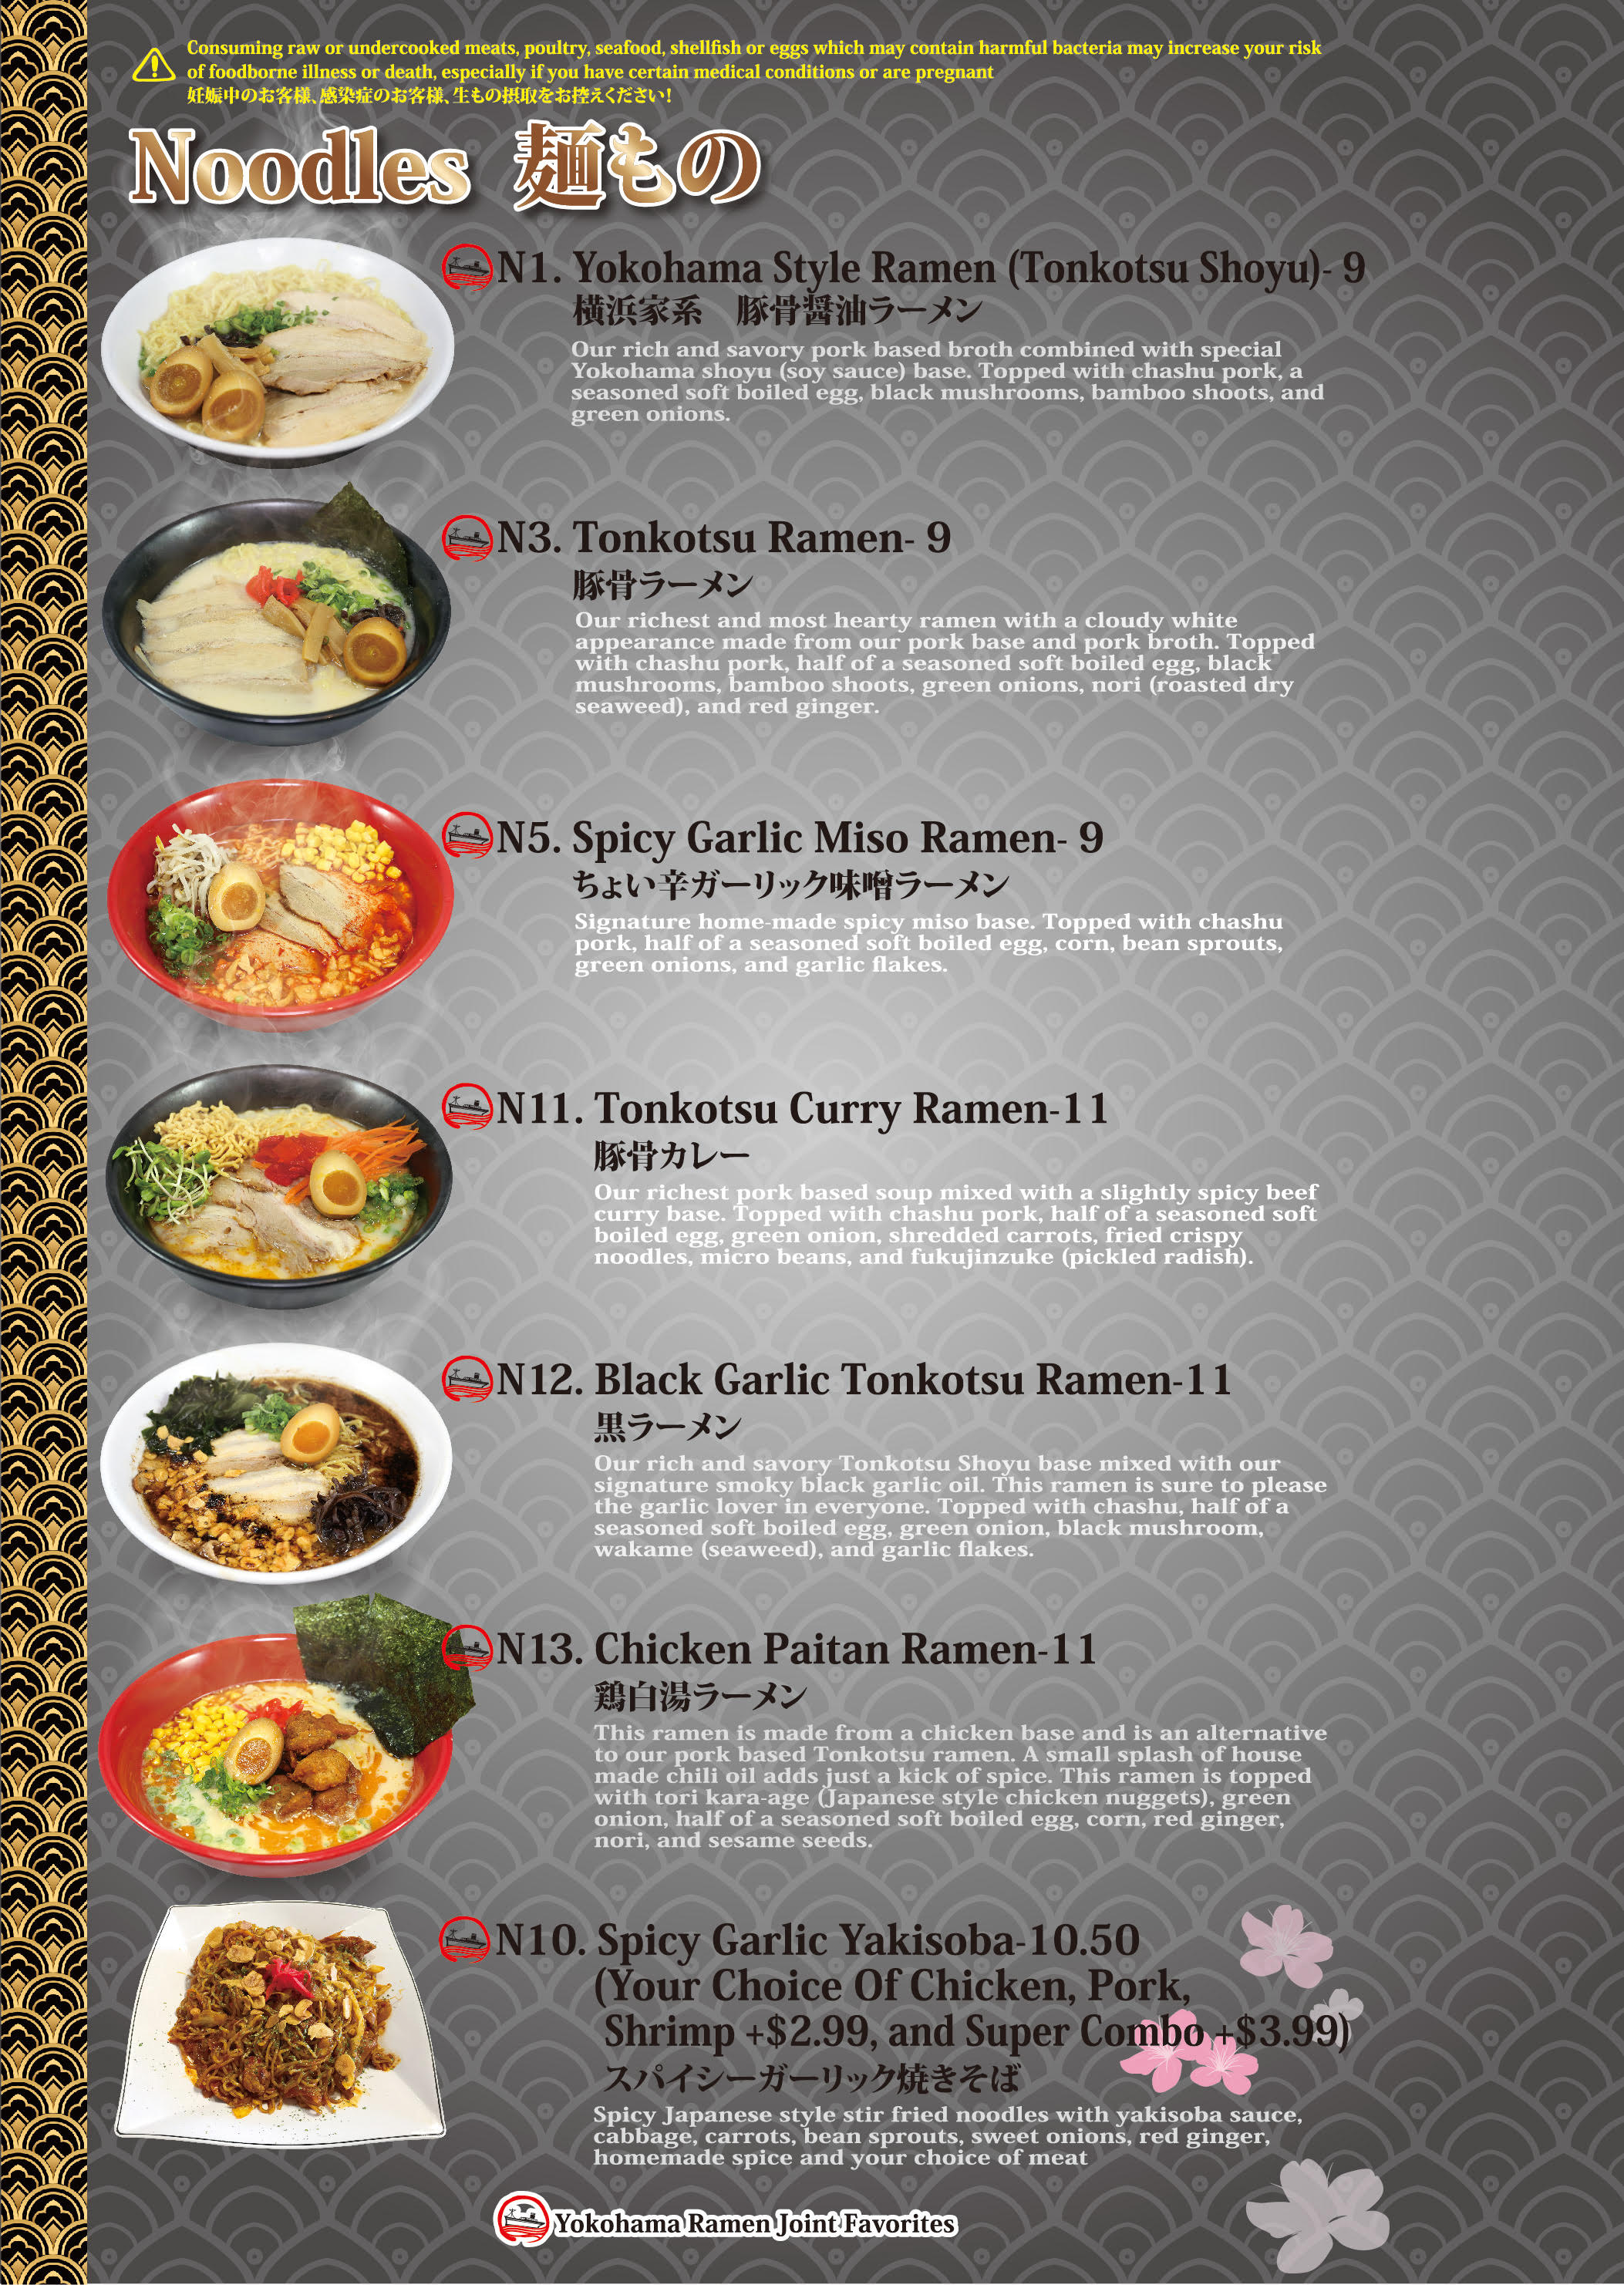 Consuming raw or undercooked meats, poultry, seafood, shellfish or eggs which may contain harmful bacteria may increase your risk
of foodborne illness or death, especially if you have certain medical conditions or are pregnant
妊娠中のお客様、感染症のお客様、生もの摂取をお控えください!
Noodles 麺もの
N1. Yokohama Style Ramen (Tonkotsu Shoyu)- 9
横浜家系 豚骨醤油ラーメン
Our rich and savory pork based broth combined with special
Yokohama shoyu (soy sauce) base. Topped with chashu pork, a
seasoned soft boiled egg, black mushrooms, bamboo shoots, and
green onions.
N3. Tonkotsu Ramen- 9
豚骨ラーメン
Our richest and most hearty ramen with a cloudy white
appearance made from our pork base and pork broth. Topped
with chashu pork, half of a seasoned soft boiled egg, black
mushrooms, bamboo shoots, green onions, nori (roasted dry
seaweed), and red ginger.
N5. Spicy Garlic Miso Ramen- 9
ちょい辛ガーリック味噌ラーメン
Signature home-made spicy miso base. Topped with chashu
pork, half of a seasoned soft boiled egg, corn, bean sprouts,
green onions, and garlic flakes.
N11. Tonkotsu Curry Ramen-11
豚骨カレー
Our richest pork based soup mixed with a slightly spicy beef
curry base. Topped with chashu pork, half of a seasoned soft
boiled egg, green onion, shredded carrots, fried crispy
noodles, micro beans, and fukujinzuke (pickled radish).
N12. Black Garlic Tonkotsu Ramen-11
黒ラーメン
Our rich and savory Tonkotsu Shoyu base mixed with our
signature smoky black garlic oil. This ramen is sure to please
the garlic lover in everyone. Topped with chashu, half of a
seasoned soft boiled egg, green onion, black mushroom,
wakame (seaweed), and garlic flakes.
N13. Chicken Paitan Ramen-11
鶏白湯ラーメン
This ramen is made from a chicken base and is an alternative
to our pork based Tonkotsu ramen. A small splash of house
made chili oil adds just a kick of spice. This ramen is topped
with tori kara-age (Japanese style chicken nuggets), green
onion, half of a seasoned soft boiled egg, corn, red ginger,
nori, and sesame seeds.
N10. Spicy Garlic Yakisoba-10.50
(Your Choice Of Chicken, Pork,
Shrimp +$2.99, and Super Combo +$3.99)
スパイシーガーリック焼きそば
Spicy Japanese style stir fried noodles with yakisoba sauce,
cabbage, carrots, bean sprouts, sweet onions, red ginger,
homemade spice and your choice of meat
Yokohama Ramen Joint Favorites